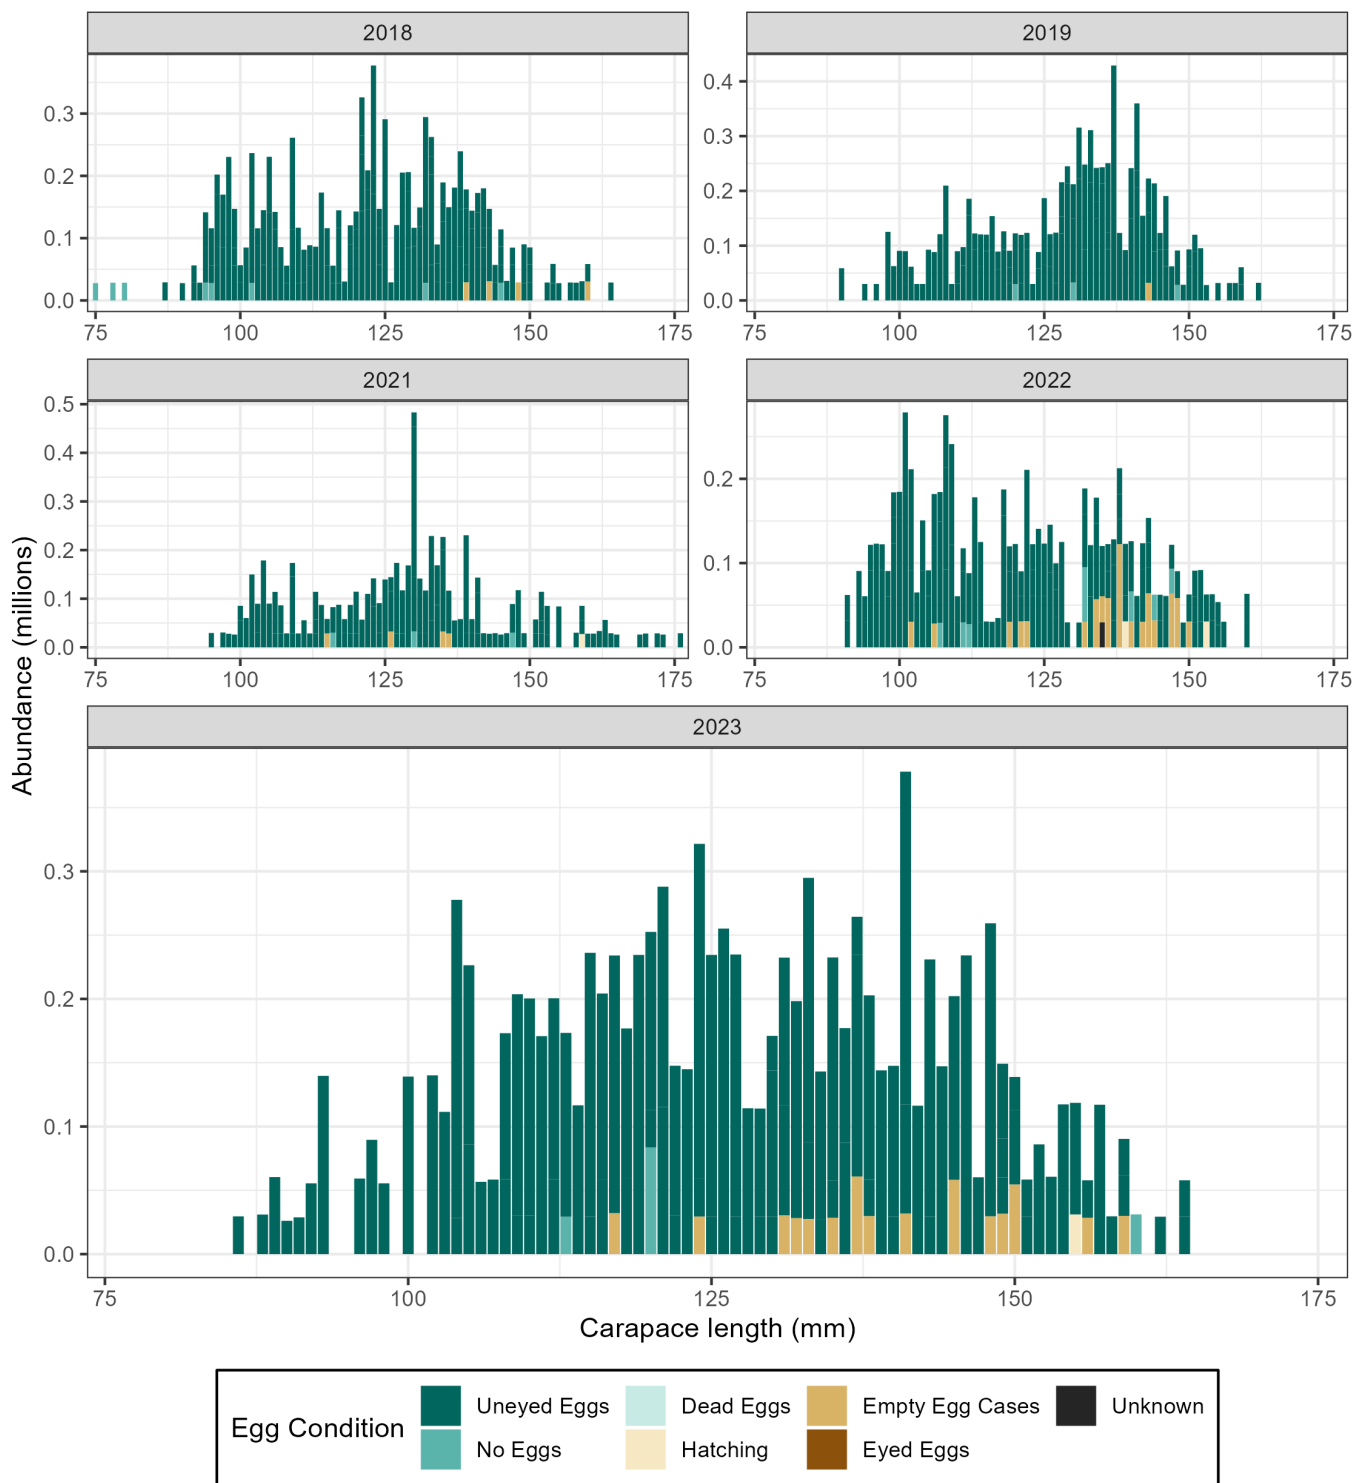 2018 2019
0.3
0.2
0.1
0.0
75 100 125 150 175
0.4
0.3
0.2
0.1
0.0
75 100 125 150 175
2021 2022
0.5
0.4
0.3
0.2
0.1
0.0
75 100 125 150 175
0.2
0.1
0.0
75 100 125 150 175
Abundance (millions)
2023
0.3
0.2
0.1
0.0
75 100 125 150 175
Carapace length (mm)
Egg Condition
Uneyed Eggs Dead Eggs Empty Egg Cases Unknown
No Eggs Hatching Eyed Eggs